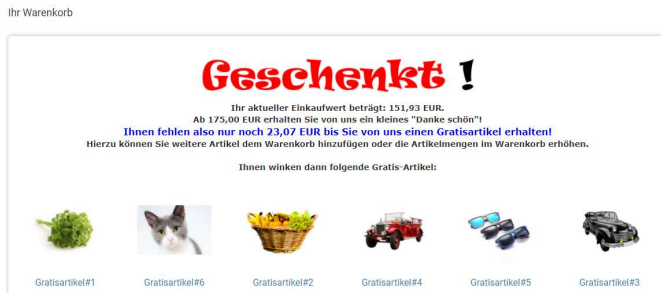 Ihr Warenkorb
Geschenkt !
Ihr aktueller Einkaufwert beträgt: 151,93 EUR.
Ab 175,00 EUR erhalten Sie von uns ein kleines "Danke schön"!
Ihnen fehlen also nur noch 23,07 EUR bis Sie von uns einen Gratisartikel erhalten!
Hierzu können Sie weitere Artikel dem Warenkorb hinzufügen oder die Artikelmengen im Warenkorb erhöhen.
Ihnen winken dann folgende Gratis-Artikel:
Gratisartikel#1 Gratisartikel#6 Gratisartikel#2 Gratisartikel#4 Gratisartikel#5 Gratisartikel#3